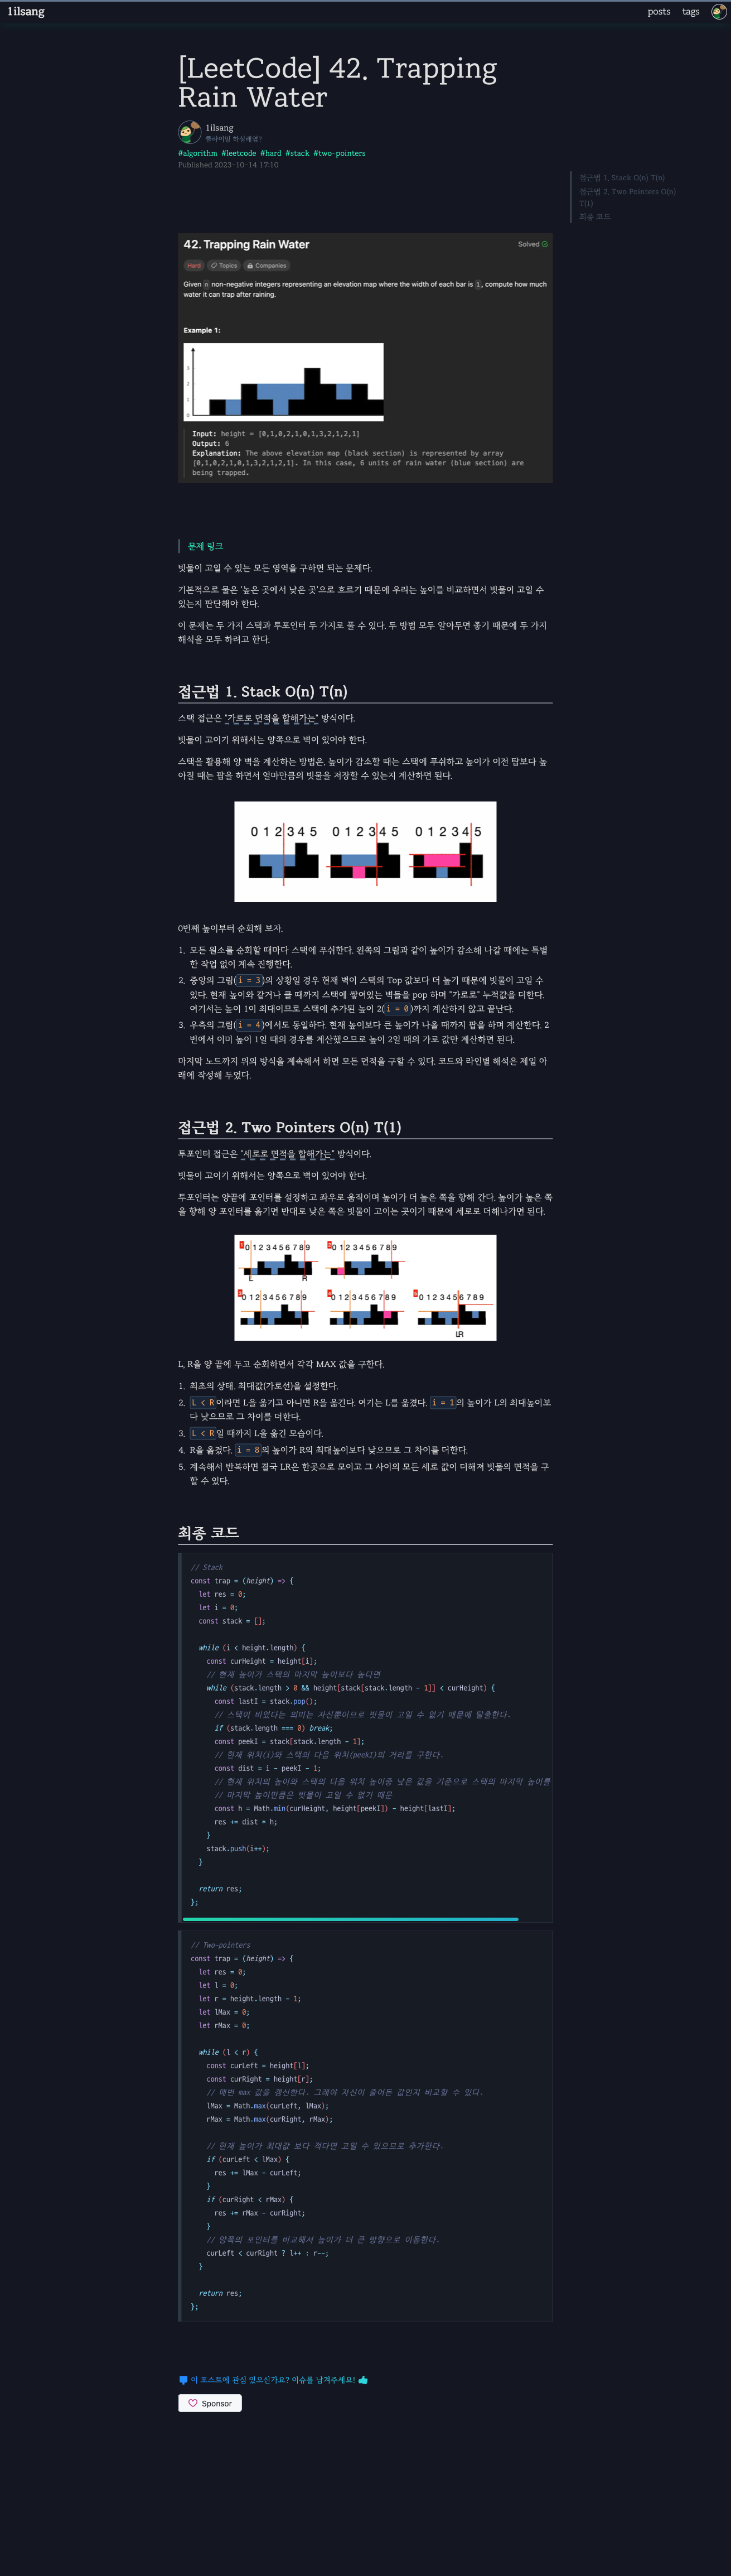 1ilsang
posts
tags
[LeetCode] 42. Trapping
Rain Water
1ilsang
클라이밍 하실래염?
#algorithm #leetcode #hard #stack #two-pointers
Published 2023-10-14 17:10
접근법 1. Stack O(n) T(n)
접근법 2. Two Pointers O(n)
T(1)
최종 코드
42. Trapping Rain Water
Solved
Hard Topics Companies
Given n non-negative integers representing an elevation map where the width of each bar is 1, compute how much
water it can trap after raining.
Example 1:
3
2
1
0
Input: height = [0,1,0,2,1,0,1,3,2,1,2,1]
Output: 6
Explanation: The above elevation map (black section) is represented by array
[0,1,0,2,1,0,1,3,2,1,2,1]. In this case, 6 units of rain water (blue section) are
being trapped.
문제 링크
빗물이 고일 수 있는 모든 영역을 구하면 되는 문제다.
기본적으로 물은 '높은 곳에서 낮은 곳'으로 흐르기 때문에 우리는 높이를 비교하면서 빗물이 고일 수
있는지 판단해야 한다.
이 문제는 두 가지 스택과 투포인터 두 가지로 풀 수 있다. 두 방법 모두 알아두면 좋기 때문에 두 가지
해석을 모두 하려고 한다.
접근법 1. Stack O(n) T(n)
스택 접근은 "가로로 면적을 합해가는" 방식이다.
빗물이 고이기 위해서는 양쪽으로 벽이 있어야 한다.
스택을 활용해 양 벽을 계산하는 방법은, 높이가 감소할 때는 스택에 푸쉬하고 높이가 이전 탑보다 높
아질 때는 팝을 하면서 얼마만큼의 빗물을 저장할 수 있는지 계산하면 된다.
0 1 2 3 4 5 0 1 2 3 4 5 0 1 2 3 4 5
0번째 높이부터 순회해 보자.
1. 모든 원소를 순회할 때마다 스택에 푸쉬한다. 왼쪽의 그림과 같이 높이가 감소해 나갈 때에는 특별
한 작업 없이 계속 진행한다.
2. 중앙의 그림(i = 3)의 상황일 경우 현재 벽이 스택의 Top 값보다 더 높기 때문에 빗물이 고일 수
있다. 현재 높이와 같거나 클 때까지 스택에 쌓여있는 벽들을 pop 하며 "가로로" 누적값을 더한다.
여기서는 높이 1이 최대이므로 스택에 추가된 높이 2(i = 0)까지 계산하지 않고 끝난다.
3. 우측의 그림(i = 4)에서도 동일하다. 현재 높이보다 큰 높이가 나올 때까지 팝을 하며 계산한다. 2
번에서 이미 높이 1일 때의 경우를 계산했으므로 높이 2일 때의 가로 값만 계산하면 된다.
마지막 노드까지 위의 방식을 계속해서 하면 모든 면적을 구할 수 있다. 코드와 라인별 해석은 제일 아
래에 작성해 두었다.
접근법 2. Two Pointers O(n) T(1)
투포인터 접근은 "세로로 면적을 합해가는" 방식이다.
빗물이 고이기 위해서는 양쪽으로 벽이 있어야 한다.
투포인터는 양끝에 포인터를 설정하고 좌우로 움직이며 높이가 더 높은 쪽을 향해 간다. 높이가 높은 쪽
을 향해 양 포인터를 옮기면 반대로 낮은 쪽은 빗물이 고이는 곳이기 때문에 세로로 더해나가면 된다.
1 0 1 2 3 4 5 6 7 8 9 2 0 1 2 3 4 5 6 7 8 9
L R
3 0 1 2 3 4 5 6 7 8 9 4 0 1 2 3 4 5 6 7 8 9 5 0 1 2 3 4 5 6 7 8 9
LR
L, R을 양 끝에 두고 순회하면서 각각 MAX 값을 구한다.
1. 최초의 상태. 최대값(가로선)을 설정한다.
2. L < R이라면 L을 옮기고 아니면 R을 옮긴다. 여기는 L를 옮겼다. i = 1의 높이가 L의 최대높이보
다 낮으므로 그 차이를 더한다.
3. L < R일 때까지 L을 옮긴 모습이다.
4. R을 옮겼다. i = 8의 높이가 R의 최대높이보다 낮으므로 그 차이를 더한다.
5. 계속해서 반복하면 결국 LR은 한곳으로 모이고 그 사이의 모든 세로 값이 더해져 빗물의 면적을 구
할 수 있다.
최종 코드
// Stack
const trap = (height) => {
let res = 0;
let i = 0;
const stack = [];
while (i < height.length) {
const curHeight = height[i];
// 현재 높이가 스택의 마지막 높이보다 높다면
while (stack.length > 0 && height[stack[stack.length - 1]] < curHeight) {
const lastI = stack.pop();
// 스택이 비었다는 의미는 자신뿐이므로 빗물이 고일 수 없기 때문에 탈출한다.
if (stack.length === 0) break;
const peekI = stack[stack.length - 1];
// 현재 위치(i)와 스택의 다음 위치(peekI)의 거리를 구한다.
const dist = i - peekI - 1;
// 현재 위치의 높이와 스택의 다음 위치 높이중 낮은 값을 기준으로 스택의 마지막 높이를
// 마지막 높이만큼은 빗물이 고일 수 없기 때문
const h = Math.min(curHeight, height[peekI]) - height[lastI];
res += dist * h;
}
stack.push(i++);
}
return res;
};
// Two-pointers
const trap = (height) => {
let res = 0;
let l = 0;
let r = height.length - 1;
let lMax = 0;
let rMax = 0;
while (l < r) {
const curLeft = height[l];
const curRight = height[r];
// 매번 max 값을 갱신한다. 그래야 자신이 줄어든 값인지 비교할 수 있다.
lMax = Math.max(curLeft, lMax);
rMax = Math.max(curRight, rMax);
// 현재 높이가 최대값 보다 적다면 고일 수 있으므로 추가한다.
if (curLeft < lMax) {
res += lMax - curLeft;
}
if (curRight < rMax) {
res += rMax - curRight;
}
// 양쪽의 포인터를 비교해서 높이가 더 큰 방향으로 이동한다.
curLeft < curRight ? l++ : r--;
}
return res;
};
이 포스트에 관심 있으신가요? 이슈를 남겨주세요!
Sponsor